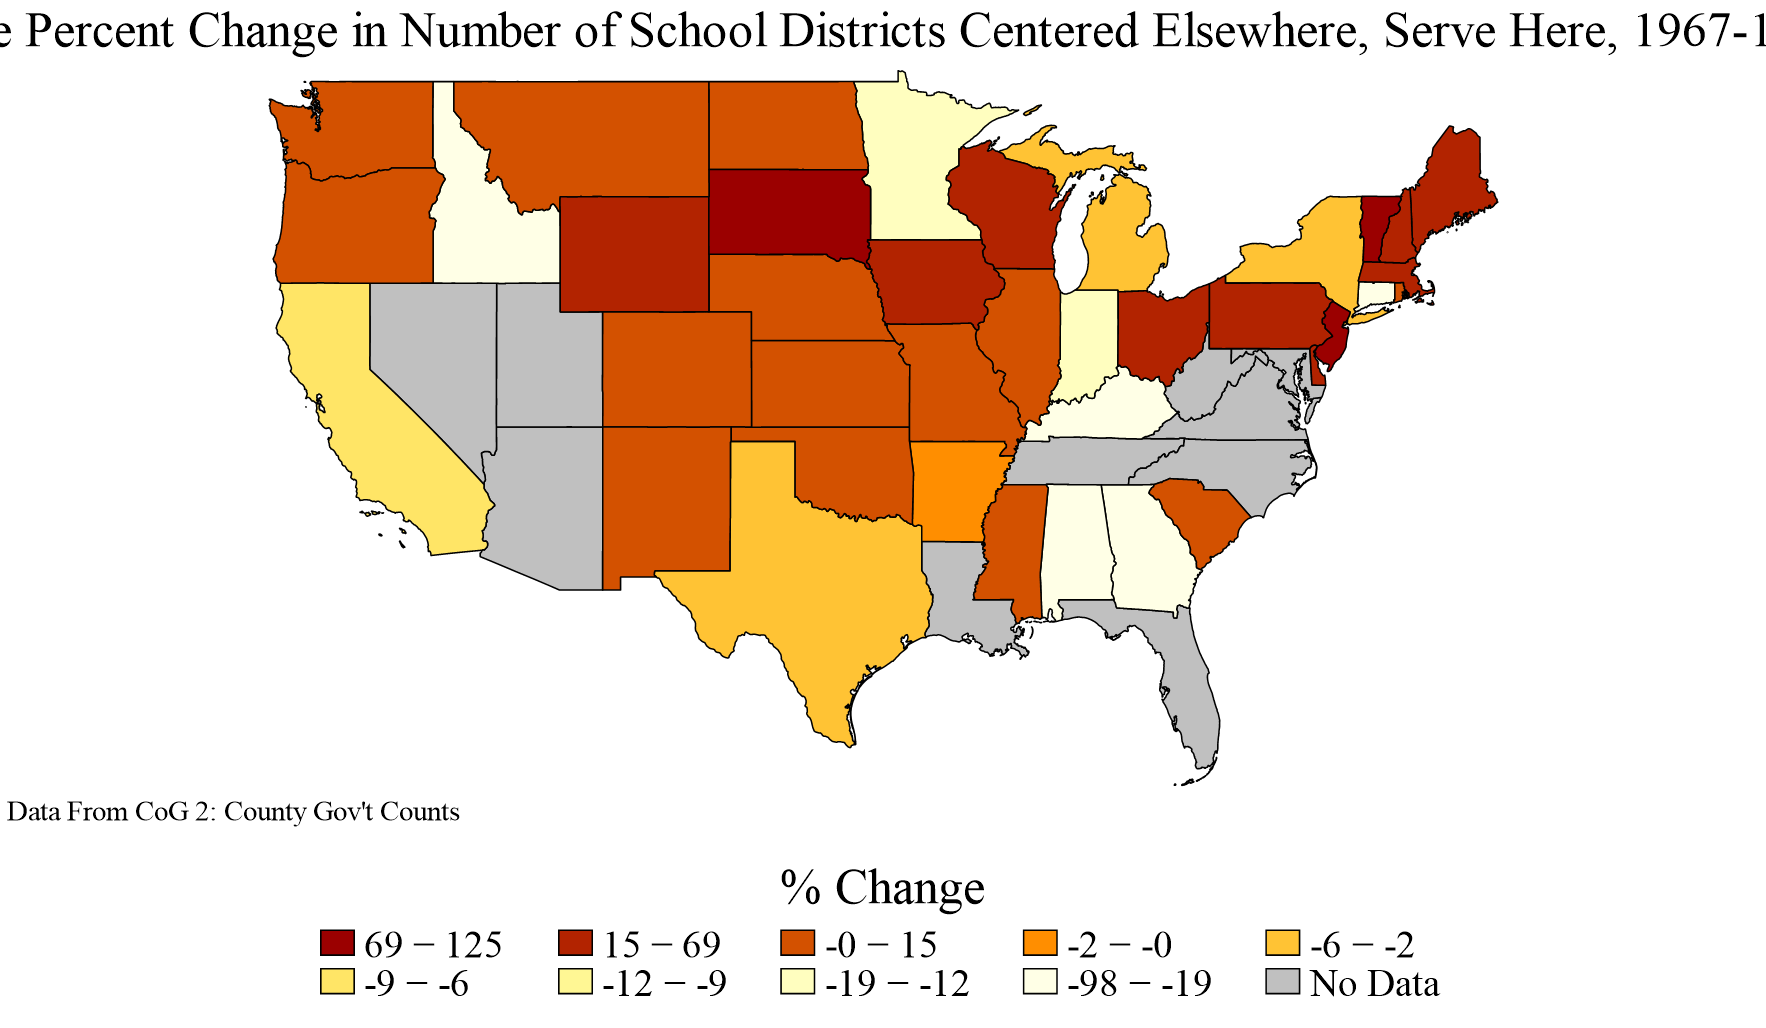 e Percent Change in Number of School Districts Centered Elsewhere, Serve Here, 1967-1
Data From CoG 2: County Gov't Counts
% Change
69 − 125 15 − 69 -0 − 15 -2 − -0 -6 − -2
-9 − -6 -12 − -9 -19 − -12 -98 − -19 No Data